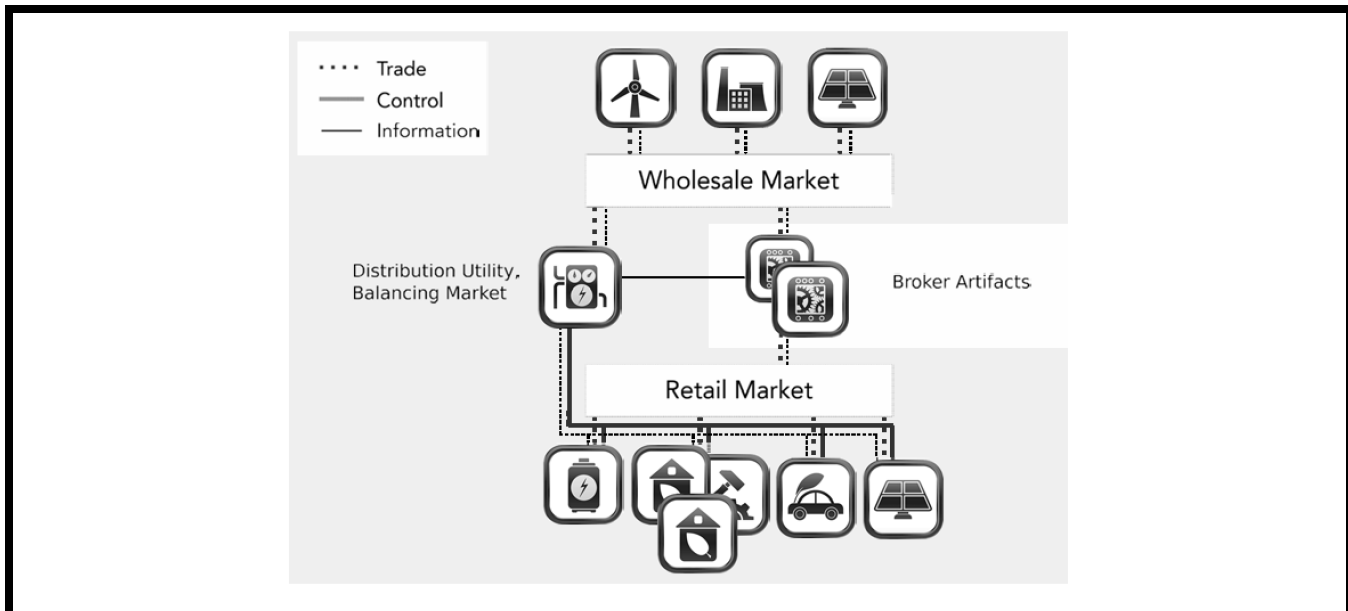 Trade
Control
Information
Wholesale Market
Distribution Utility,
Balancing Market
Broker Artifacts
Retail Market